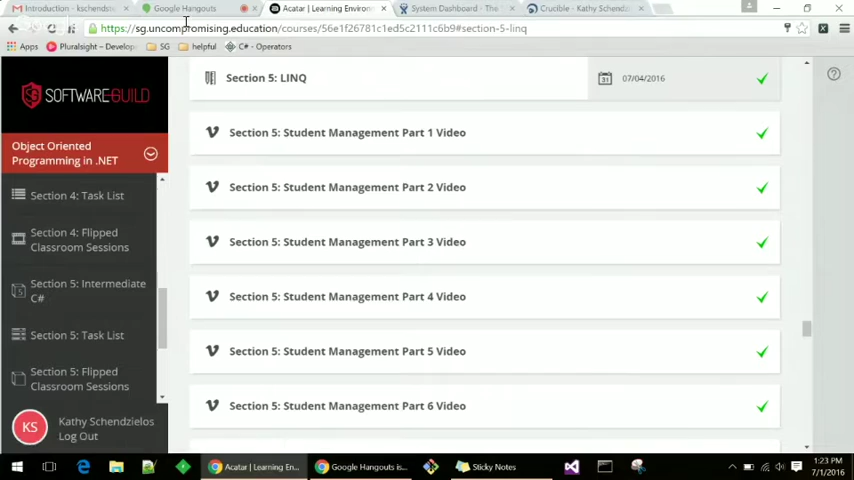 Introduction - kschendstе
Google Hangouts
Acatar | Learning Environ
System Dashboard - The
Crucible - Kathy Schendz
https://sg.uncompromising.education/courses/56e1f26781c1ed5c2111c6b9#section-5-linq
Apps
Pluralsight – Develop
SG
helpful
C# - Operators
SOFTWARE GUILD
Object Oriented
Programming in .NET
Section 4: Task List
Section 4: Flipped
Classroom Sessions
Section 5: Intermediate
C#
Section 5: Task List
Section 5: Flipped
Classroom Sessions
KS
Kathy Schendzielos
Log Out
Section 5: LINQ
31
07/04/2016
Section 5: Student Management Part 1 Video
Section 5: Student Management Part 2 Video
Section 5: Student Management Part 3 Video
Section 5: Student Management Part 4 Video
Section 5: Student Management Part 5 Video
Section 5: Student Management Part 6 Video
Acatar | Learning En...
Google Hangouts is...
Sticky Notes
1:23 PM
7/1/2016